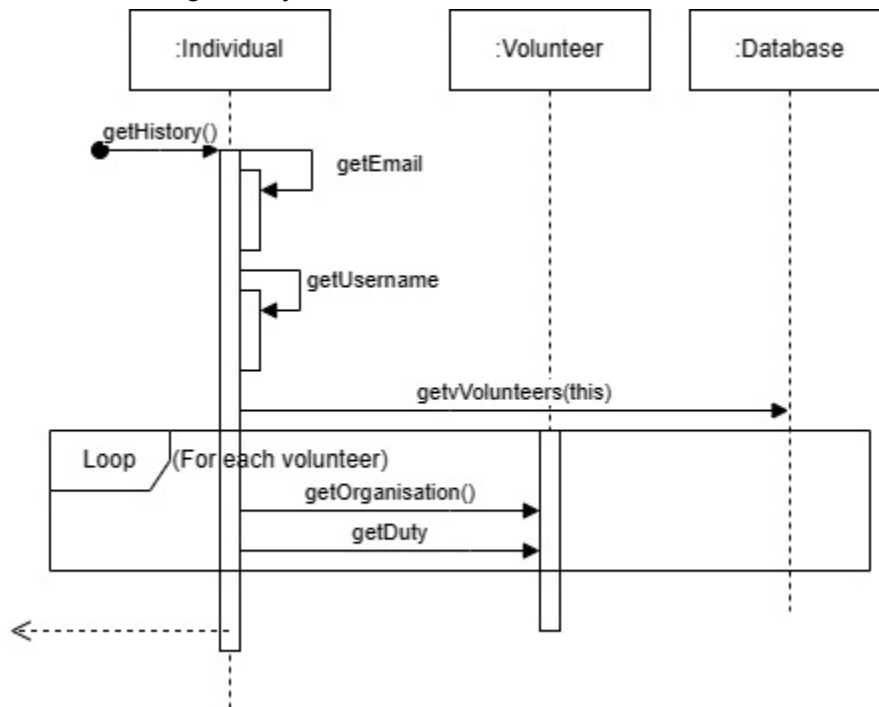 :Individual
:Volunteer
:Database
getHistory()
getEmail
getUsername
getvVolunteers(this)
Loop
(For each volunteer)
getOrganisation()
getDuty